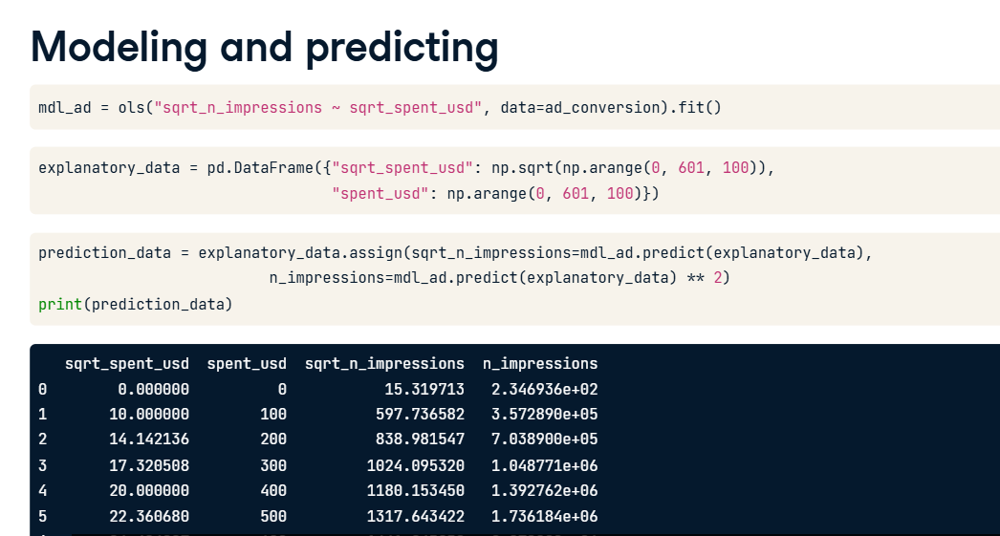 Modeling and predicting
mdl_ad = ols("sqrt_n_impressions ~ sqrt_spent_usd", data=ad_conversion).fit()
explanatory_data = pd.DataFrame({"sqrt_spent_usd": np.sqrt(np.arange(0, 601, 100)),
"spent_usd": np.arange(0, 601, 100)})
prediction_data = explanatory_data.assign(sqrt_n_impressions=mdl_ad.predict(explanatory_data),
n_impressions=mdl_ad.predict(explanatory_data) ** 2)
print(prediction_data)
sqrt_spent_usd spent_usd sqrt_n_impressions n_impressions
0 0.000000 0 15.319713 2.346936e+02
1 10.000000 100 597.736582 3.572890e+05
2 14.142136 200 838.981547 7.038900e+05
3 17.320508 300 1024.095320 1.048771e+06
4 20.000000 400 1180.153450 1.392762e+06
5 22.360680 500 1317.643422 1.736184e+06